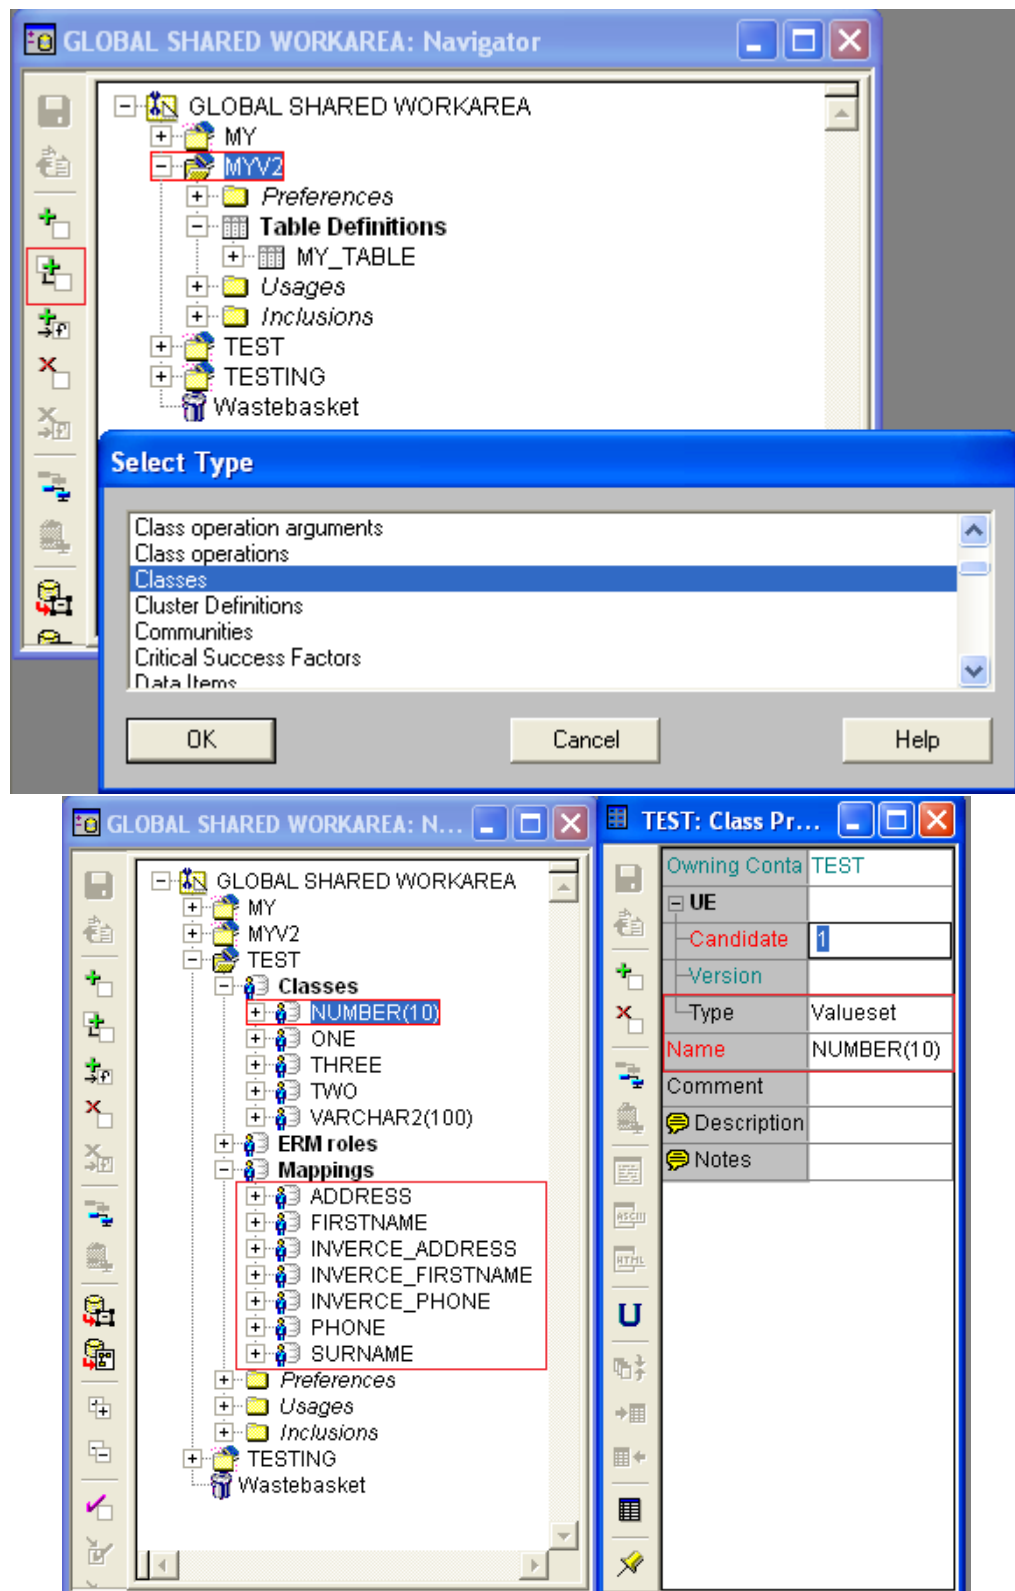 GLOBAL SHARED WORKAREA: Navigator
GLOBAL SHARED WORKAREA
MY
MYV2
Preferences
Table Definitions
MY_TABLE
Usages
Inclusions
TEST
TESTING
Wastebasket
Select Type
Class operation arguments
Class operations
Classes
Cluster Definitions
Communities
Critical Success Factors
Data Items
OK
Cancel
Help
GLOBAL SHARED WORKAREA: N...
GLOBAL SHARED WORKAREA
MY
MYV2
TEST
Classes
NUMBER(10)
ONE
THREE
TWO
VARCHAR2(100)
ERM roles
Mappings
ADDRESS
FIRSTNAME
INVERCE_ADDRESS
INVERCE_FIRSTNAME
INVERCE_PHONE
PHONE
SURNAME
Preferences
Usages
Inclusions
TESTING
Wastebasket
TEST: Class Pr...
Owning Conta TEST
UE
Candidate 1
Version
Type Valueset
Name NUMBER(10)
Comment
Description
Notes
ASCII
HTML
U